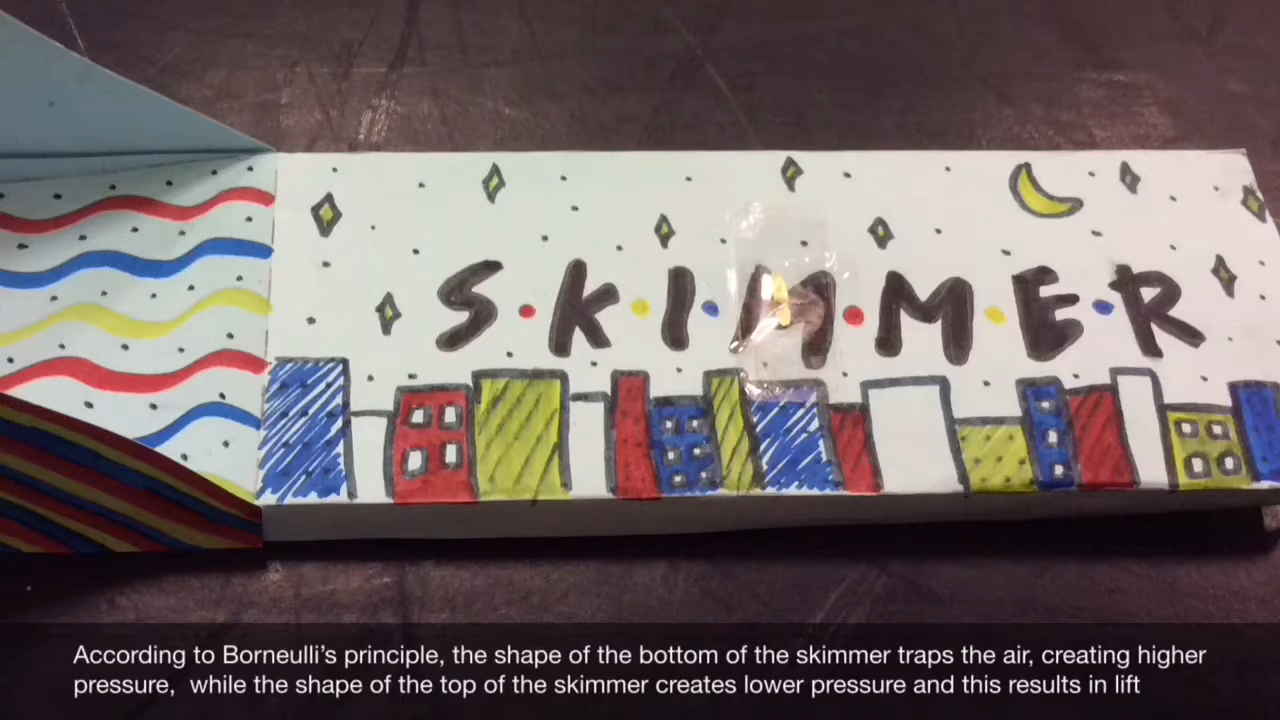 S•K•I•M•M•E•R
According to Borneulli's principle, the shape of the bottom of the skimmer traps the air, creating higher
pressure,  while the shape of the top of the skimmer creates lower pressure and this results in lift